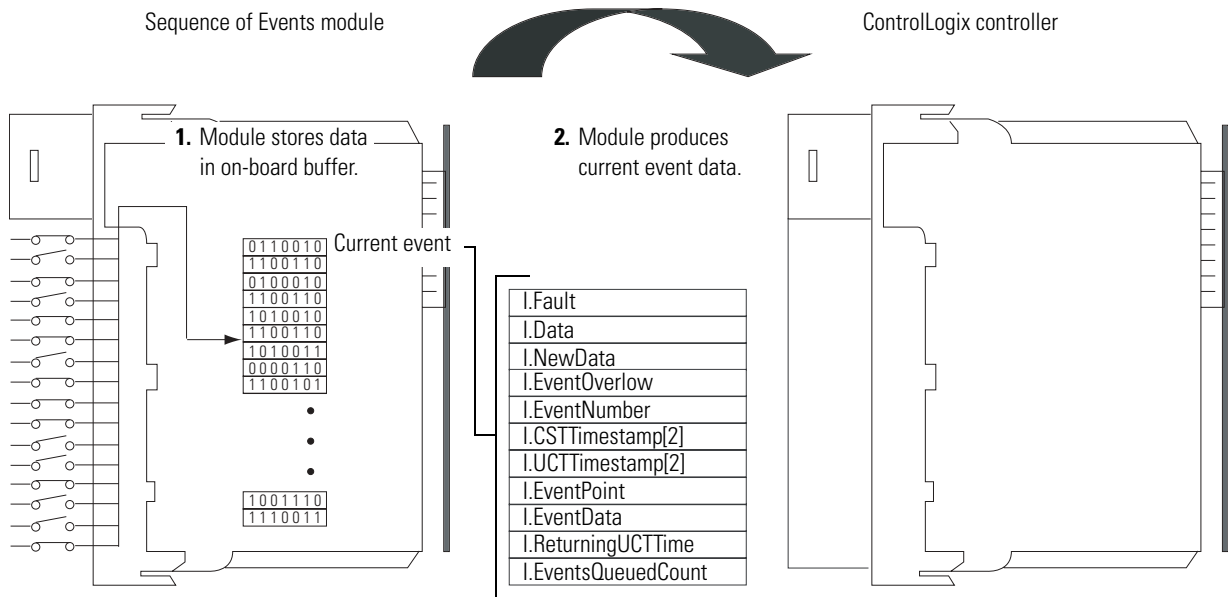 Sequence of Events module
ControlLogix controller
1. Module stores data
in on-board buffer.
2. Module produces
current event data.
Current event
0110010
1100110
0100010
1100110
1010010
1100110
1010011
0000110
1100101
1001110
1110011
I.Fault
I.Data
I.NewData
I.EventOverlow
I.EventNumber
I.CSTTimestamp[2]
I.UCTTimestamp[2]
I.EventPoint
I.EventData
I.ReturningUCTTime
I.EventsQueuedCount